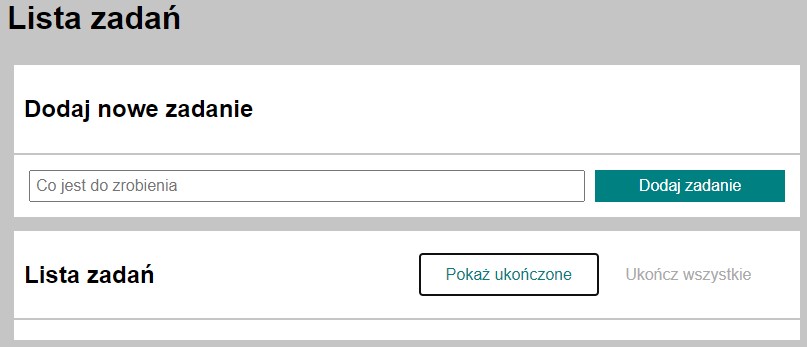 Lista zadań
Dodaj nowe zadanie
Co jest do zrobienia
Dodaj zadanie
Lista zadań
Pokaż ukończone
Ukończ wszystkie